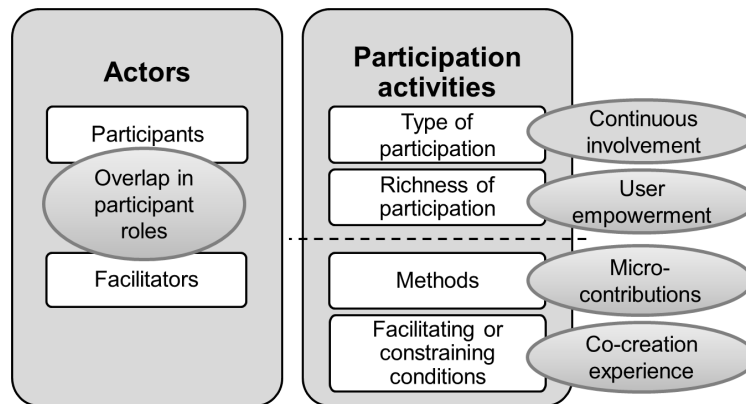 Actors
Participants
Overlap in
participant
roles
Facilitators
Participation
activities
Type of
participation
Continuous
involvement
Richness of
participation
User
empowerment
Methods
Micro-
contributions
Facilitating or
constraining
conditions
Co-creation
experience